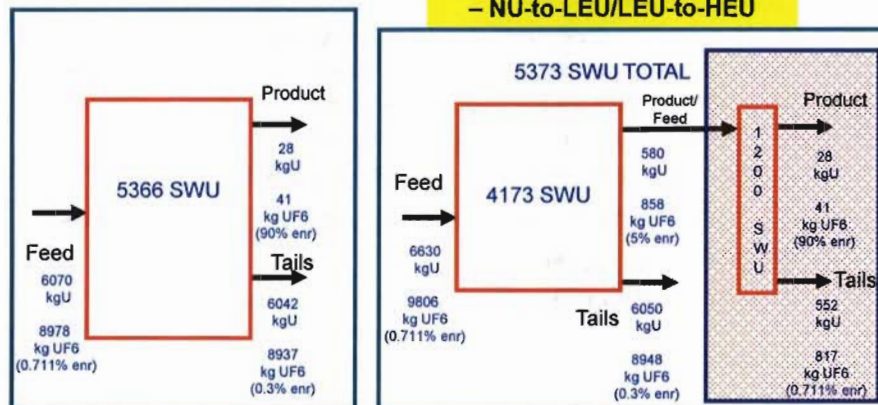 – NU-to-LEU/LEU-to-HEU
Product
28
kgU
41
kg UF6
(90% enr)
5366 SWU
Feed
6070
kgU
8978
kg UF6
(0.711% enr)
Tails
6042
kgU
8937
kg UF6
(0.3% enr)
5373 SWU TOTAL
Product/
Feed
580
kgU
858
kg UF6
(5% enr)
4173 SWU
Feed
6630
kgU
9806
kg UF6
(0.711% enr)
Tails
6050
kgU
8948
kg UF6
(0.3% enr)
1
2
0
0
S
W
U
Product
28
kgU
41
kg UF6
(90% enr)
Tails
552
kgU
817
kg UF6
(0.711% enr)